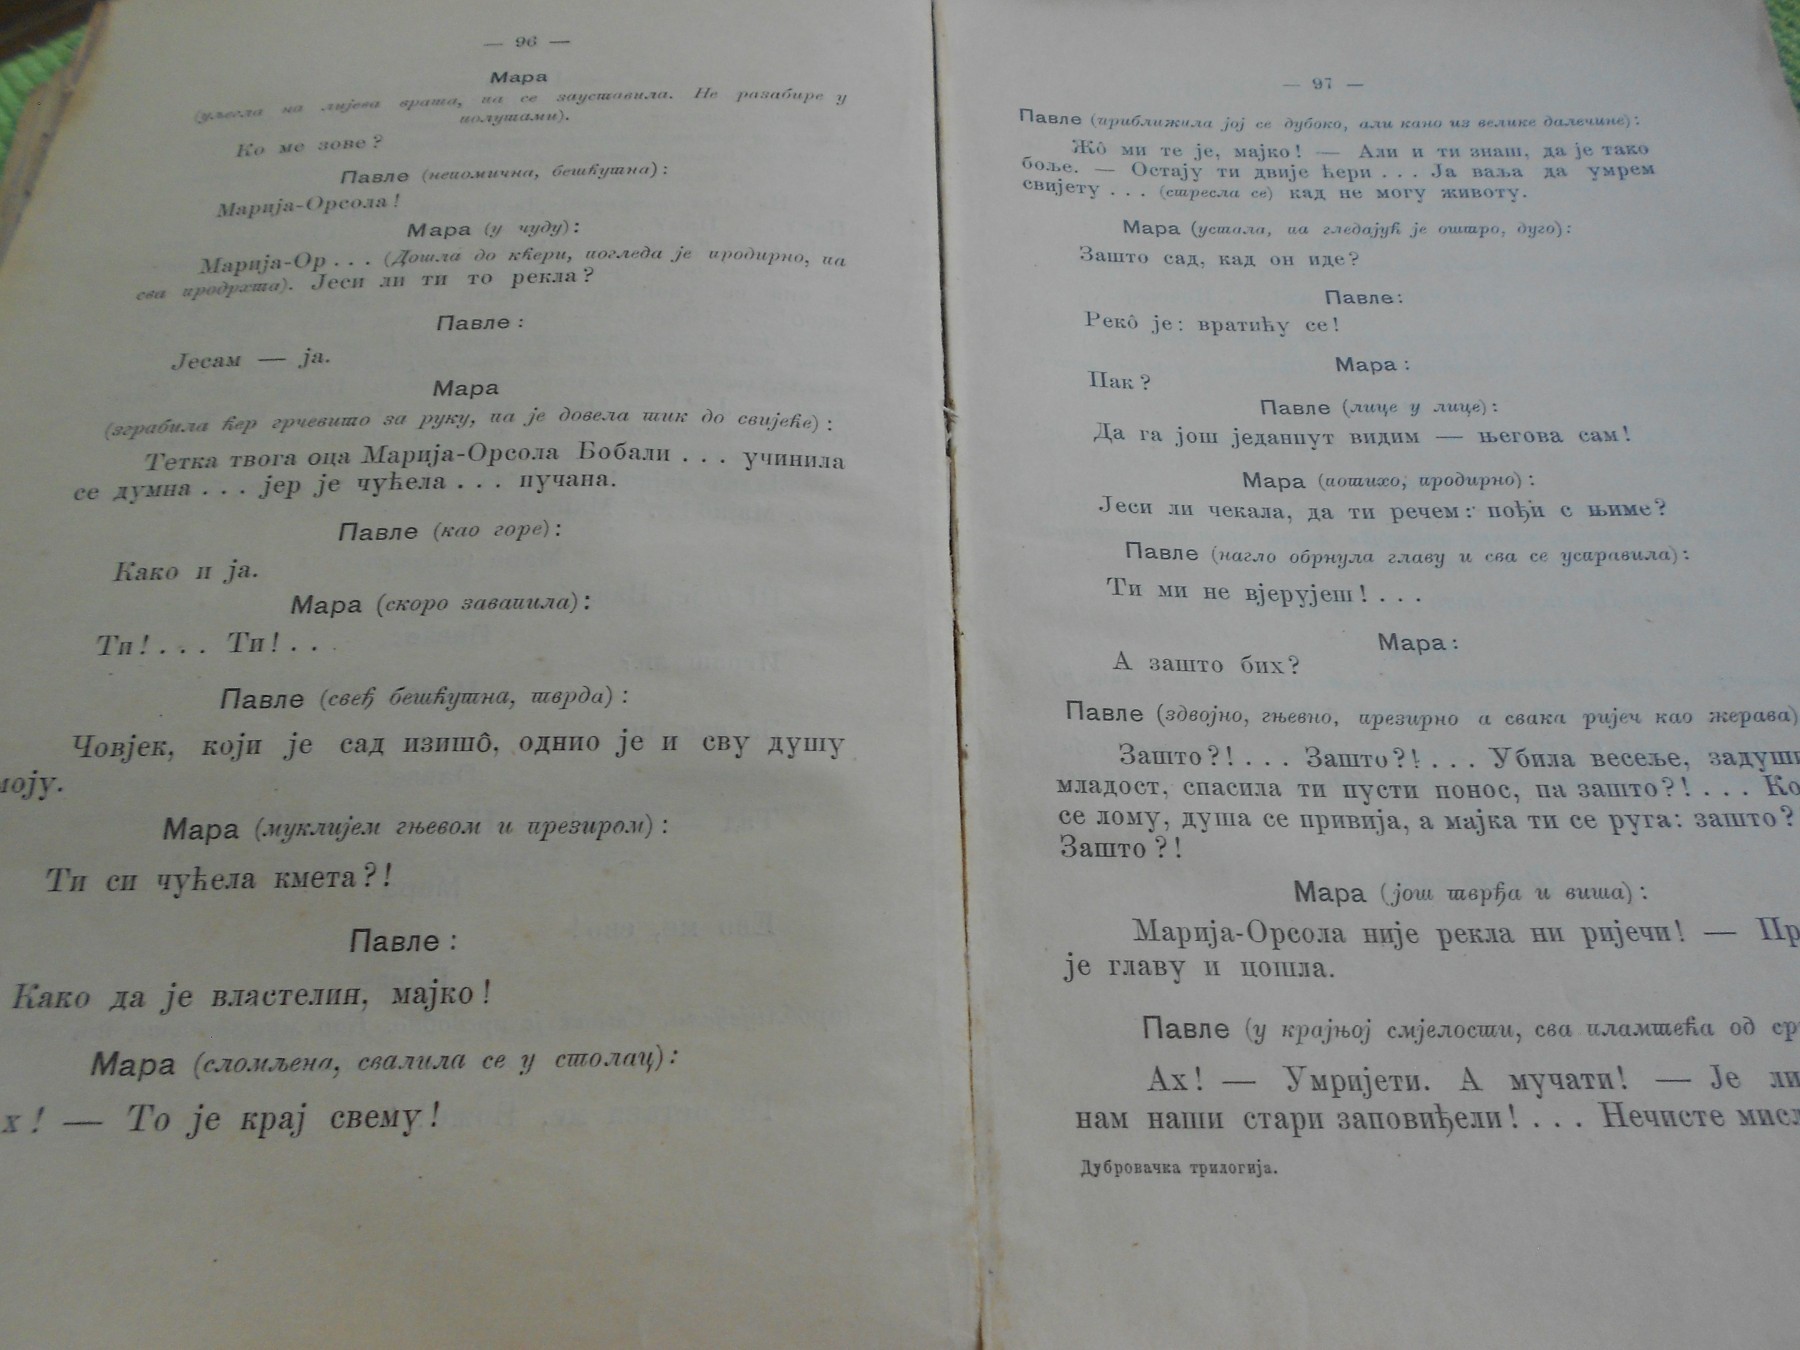 — 96 —
Мара
(уљегла на лијева врата, па се зауставила. Не разабире у
полутами).
Ко ме зове?
Павле (непомична, бешћутна):
Марија-Орсола!
Мара (у чуду):
Марија-Ор... (Дошла до кћери, погледа је продирно, па
сва продрхта). Јеси ли ти то рекла?
Павле:
Јесам — ја.
Мара
(зграбила ћер грчевито за руку, па је довела тик до свијеће):
Тетка твога оца Марија-Орсола Бобали... учинила
се думна... јер је чућела... пучана.
Павле (као горе):
Како и ја.
Мара (скоро завапила):
Ти!... Ти!...
Павле (свеђ бешћутна, тврда):
Човјек, који је сад изишô, однио је и сву душу
моју.
Мара (муклијем гњевом и презиром):
Ти си чућела кмета?!
Павле:
Како да је властелин, мајко!
Мара (сломљена, свалила се у столац):
х! — То је крај свему!
— 97 —
Павле (приближила јој се дубоко, али кано из велике далечине):
Жô ми те је, мајко! — Али и ти знаш, да је тако
боље. — Остају ти двије ћери... Ја ваља да умрем
свијету... (стресла се) кад не могу животу.
Мара (устала, па гледајућ је оштро, дуго):
Зашто сад, кад он иде?
Павле:
Рекô је: вратићу се!
Мара:
Пак?
Павле (лице у лице):
Да га још једанпут видим — његова сам!
Мара (потихо, продирно):
Јеси ли чекала, да ти речем: пођи с њиме?
Павле (нагло обрнула главу и сва се усправила):
Ти ми не вјерујеш!...
Мара:
А зашто бих?
Павле (здвојно, гњевно, презирно а свака ријеч као жерава)
Зашто?!... Зашто?!... Убила весеље, задуши
младост, спасила ти пусти понос, па зашто?!... Ко
се лому, душа се привија, а мајка ти се руга: зашто?
Зашто?!
Мара (још тврђа и виша):
Марија-Орсола није рекла ни ријечи! — Пр
је главу и пошла.
Павле (у крајњој смјелости, сва пламтећа од ср
Ах! — Умријети. А мучати! — Је ли
нам наши стари заповиђели!... Нечисте мисл
Дубровачка трилогија.